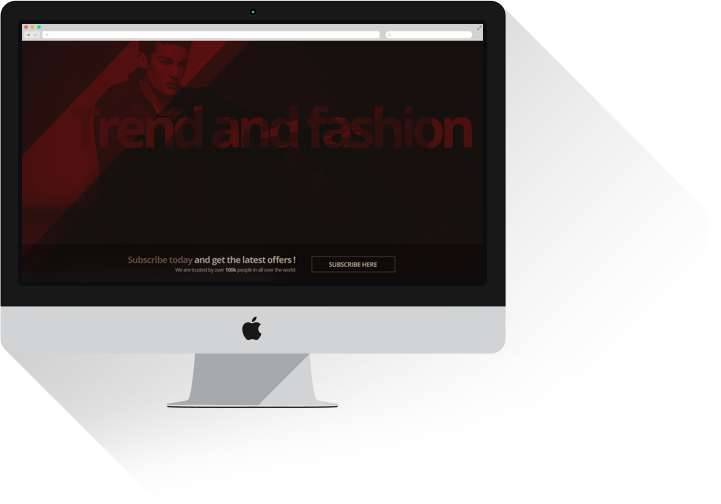 Trend and fashion
Subscribe today and get the latest offers !
We are trusted by over 100k people in all over the world
SUBSCRIBE HERE